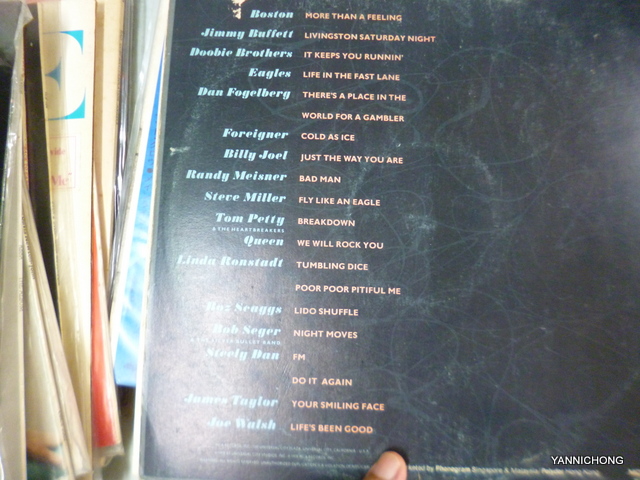 Boston MORE THAN A FEELING
Jimmy Buffett LIVINGSTON SATURDAY NIGHT
Doobie Brothers IT KEEPS YOU RUNNIN'
Eagles LIFE IN THE FAST LANE
Dan Fogelberg THERE'S A PLACE IN THE
WORLD FOR A GAMBLER
Foreigner COLD AS ICE
Billy Joel JUST THE WAY YOU ARE
Randy Meisner BAD MAN
Steve Miller FLY LIKE AN EAGLE
Tom Petty BREAKDOWN
& THE HEARTBREAKERS
Queen WE WILL ROCK YOU
Linda Ronstadt TUMBLING DICE
POOR POOR PITIFUL ME
Boz Scaggs LIDO SHUFFLE
Bob Seger NIGHT MOVES
Steely Dan FM
DO IT AGAIN
James Taylor YOUR SMILING FACE
Joe Walsh LIFE'S BEEN GOOD
E
Me
YANNICHONG